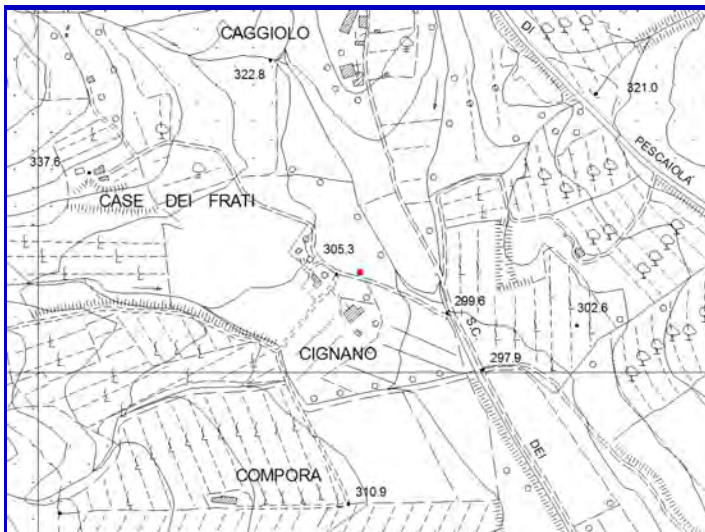 DI
CAGGIOLO
322.8
321.0
PESCAIOLA
337.6
CASE DEI FRATI
305.3
299.6
302.6
S.C.
CIGNANO
297.9
DEI
COMPORA
310.9